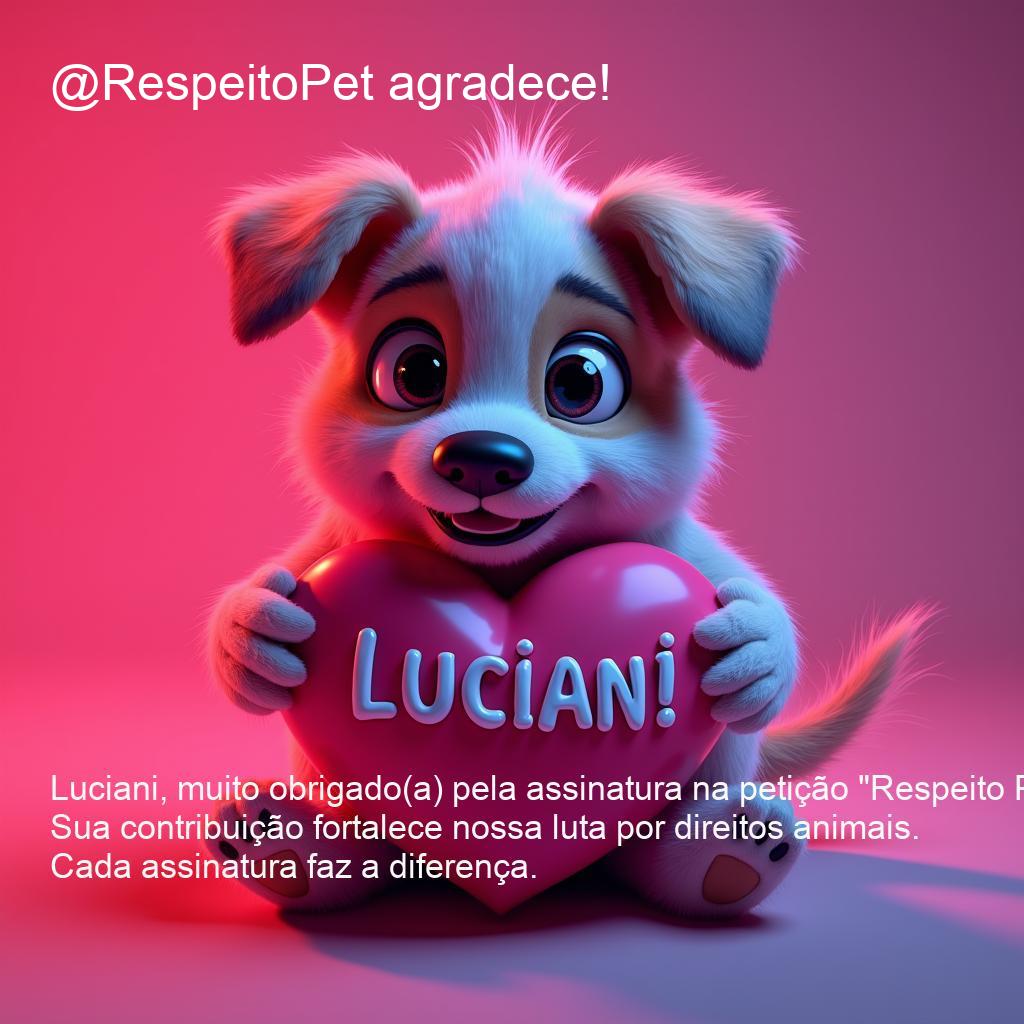 @RespeitoPet agradece!
LUCiANi
Luciani, muito obrigado(a) pela assinatura na petição "Respeito
Sua contribuição fortalece nossa luta por direitos animais.
Cada assinatura faz a diferença.